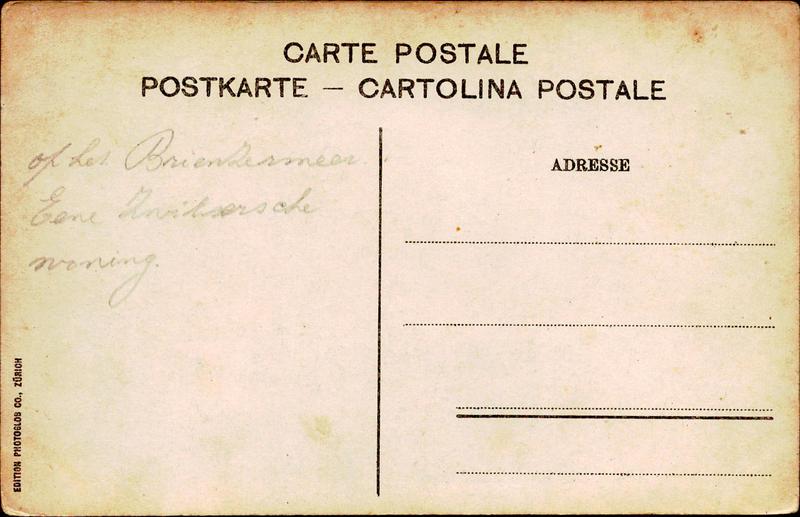 CARTE POSTALE
POSTKARTE — CARTOLINA POSTALE
op het Brienzermeer.
Eene Zwitsersche
woning.
ADRESSE
EDITION PHOTOGLOB CO., ZÜRICH